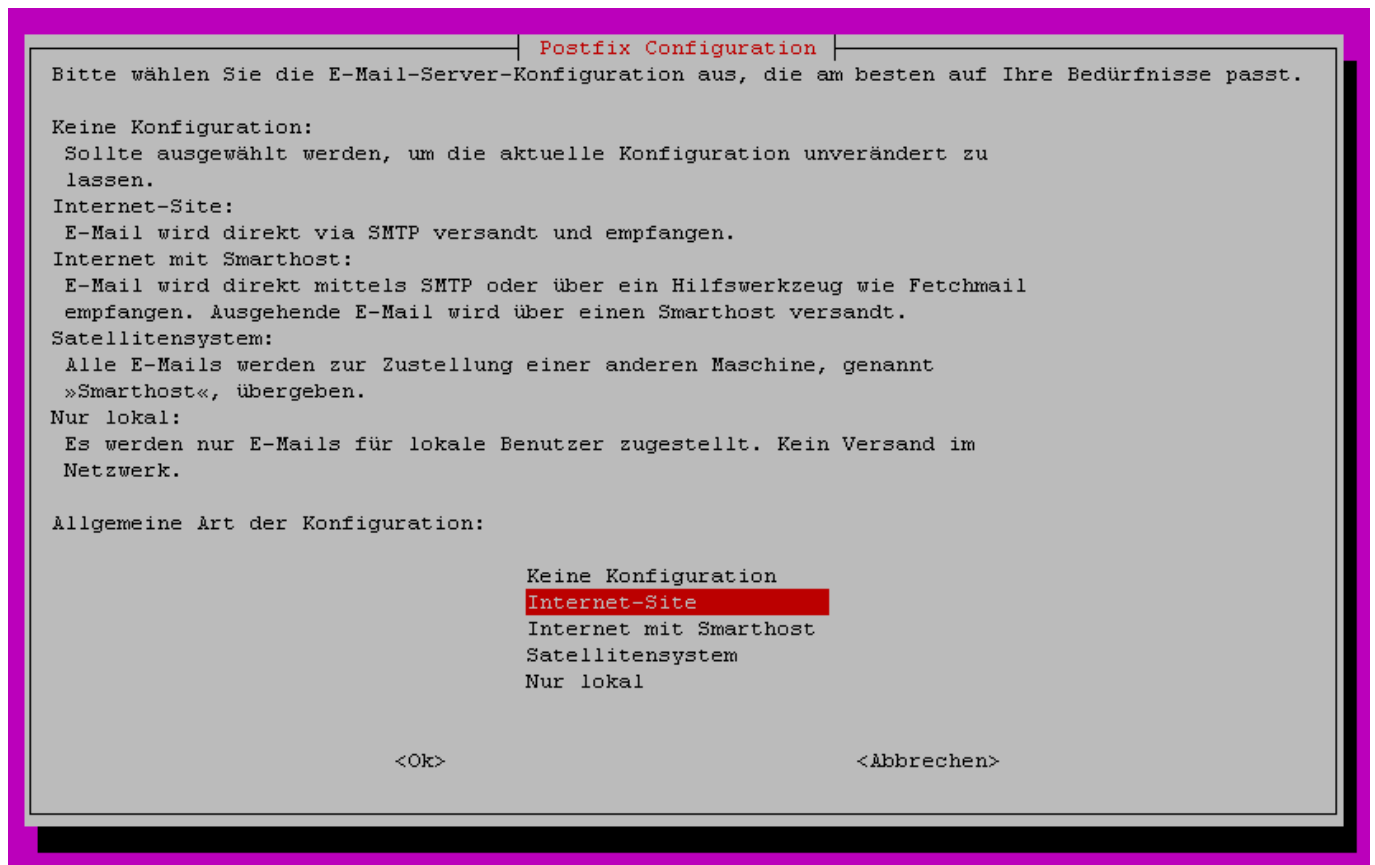 Postfix Configuration
Bitte wählen Sie die E-Mail-Server-Konfiguration aus, die am besten auf Ihre Bedürfnisse passt.
Keine Konfiguration:
Sollte ausgewählt werden, um die aktuelle Konfiguration unverändert zu
lassen.
Internet-Site:
E-Mail wird direkt via SMTP versandt und empfangen.
Internet mit Smarthost:
E-Mail wird direkt mittels SMTP oder über ein Hilfswerkzeug wie Fetchmail
empfangen. Ausgehende E-Mail wird über einen Smarthost versandt.
Satellitensystem:
Alle E-Mails werden zur Zustellung einer anderen Maschine, genannt
»Smarthost«, übergeben.
Nur lokal:
Es werden nur E-Mails für lokale Benutzer zugestellt. Kein Versand im
Netzwerk.
Allgemeine Art der Konfiguration:
Keine Konfiguration
Internet-Site
Internet mit Smarthost
Satellitensystem
Nur lokal
<Ok> <Abbrechen>